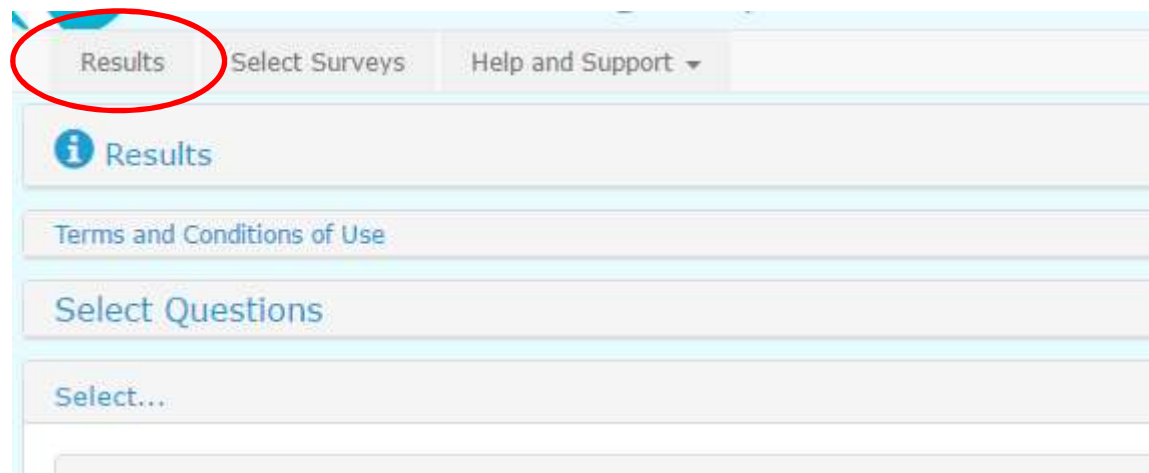 Results Select Surveys Help and Support
Results
Terms and Conditions of Use
Select Questions
Select...